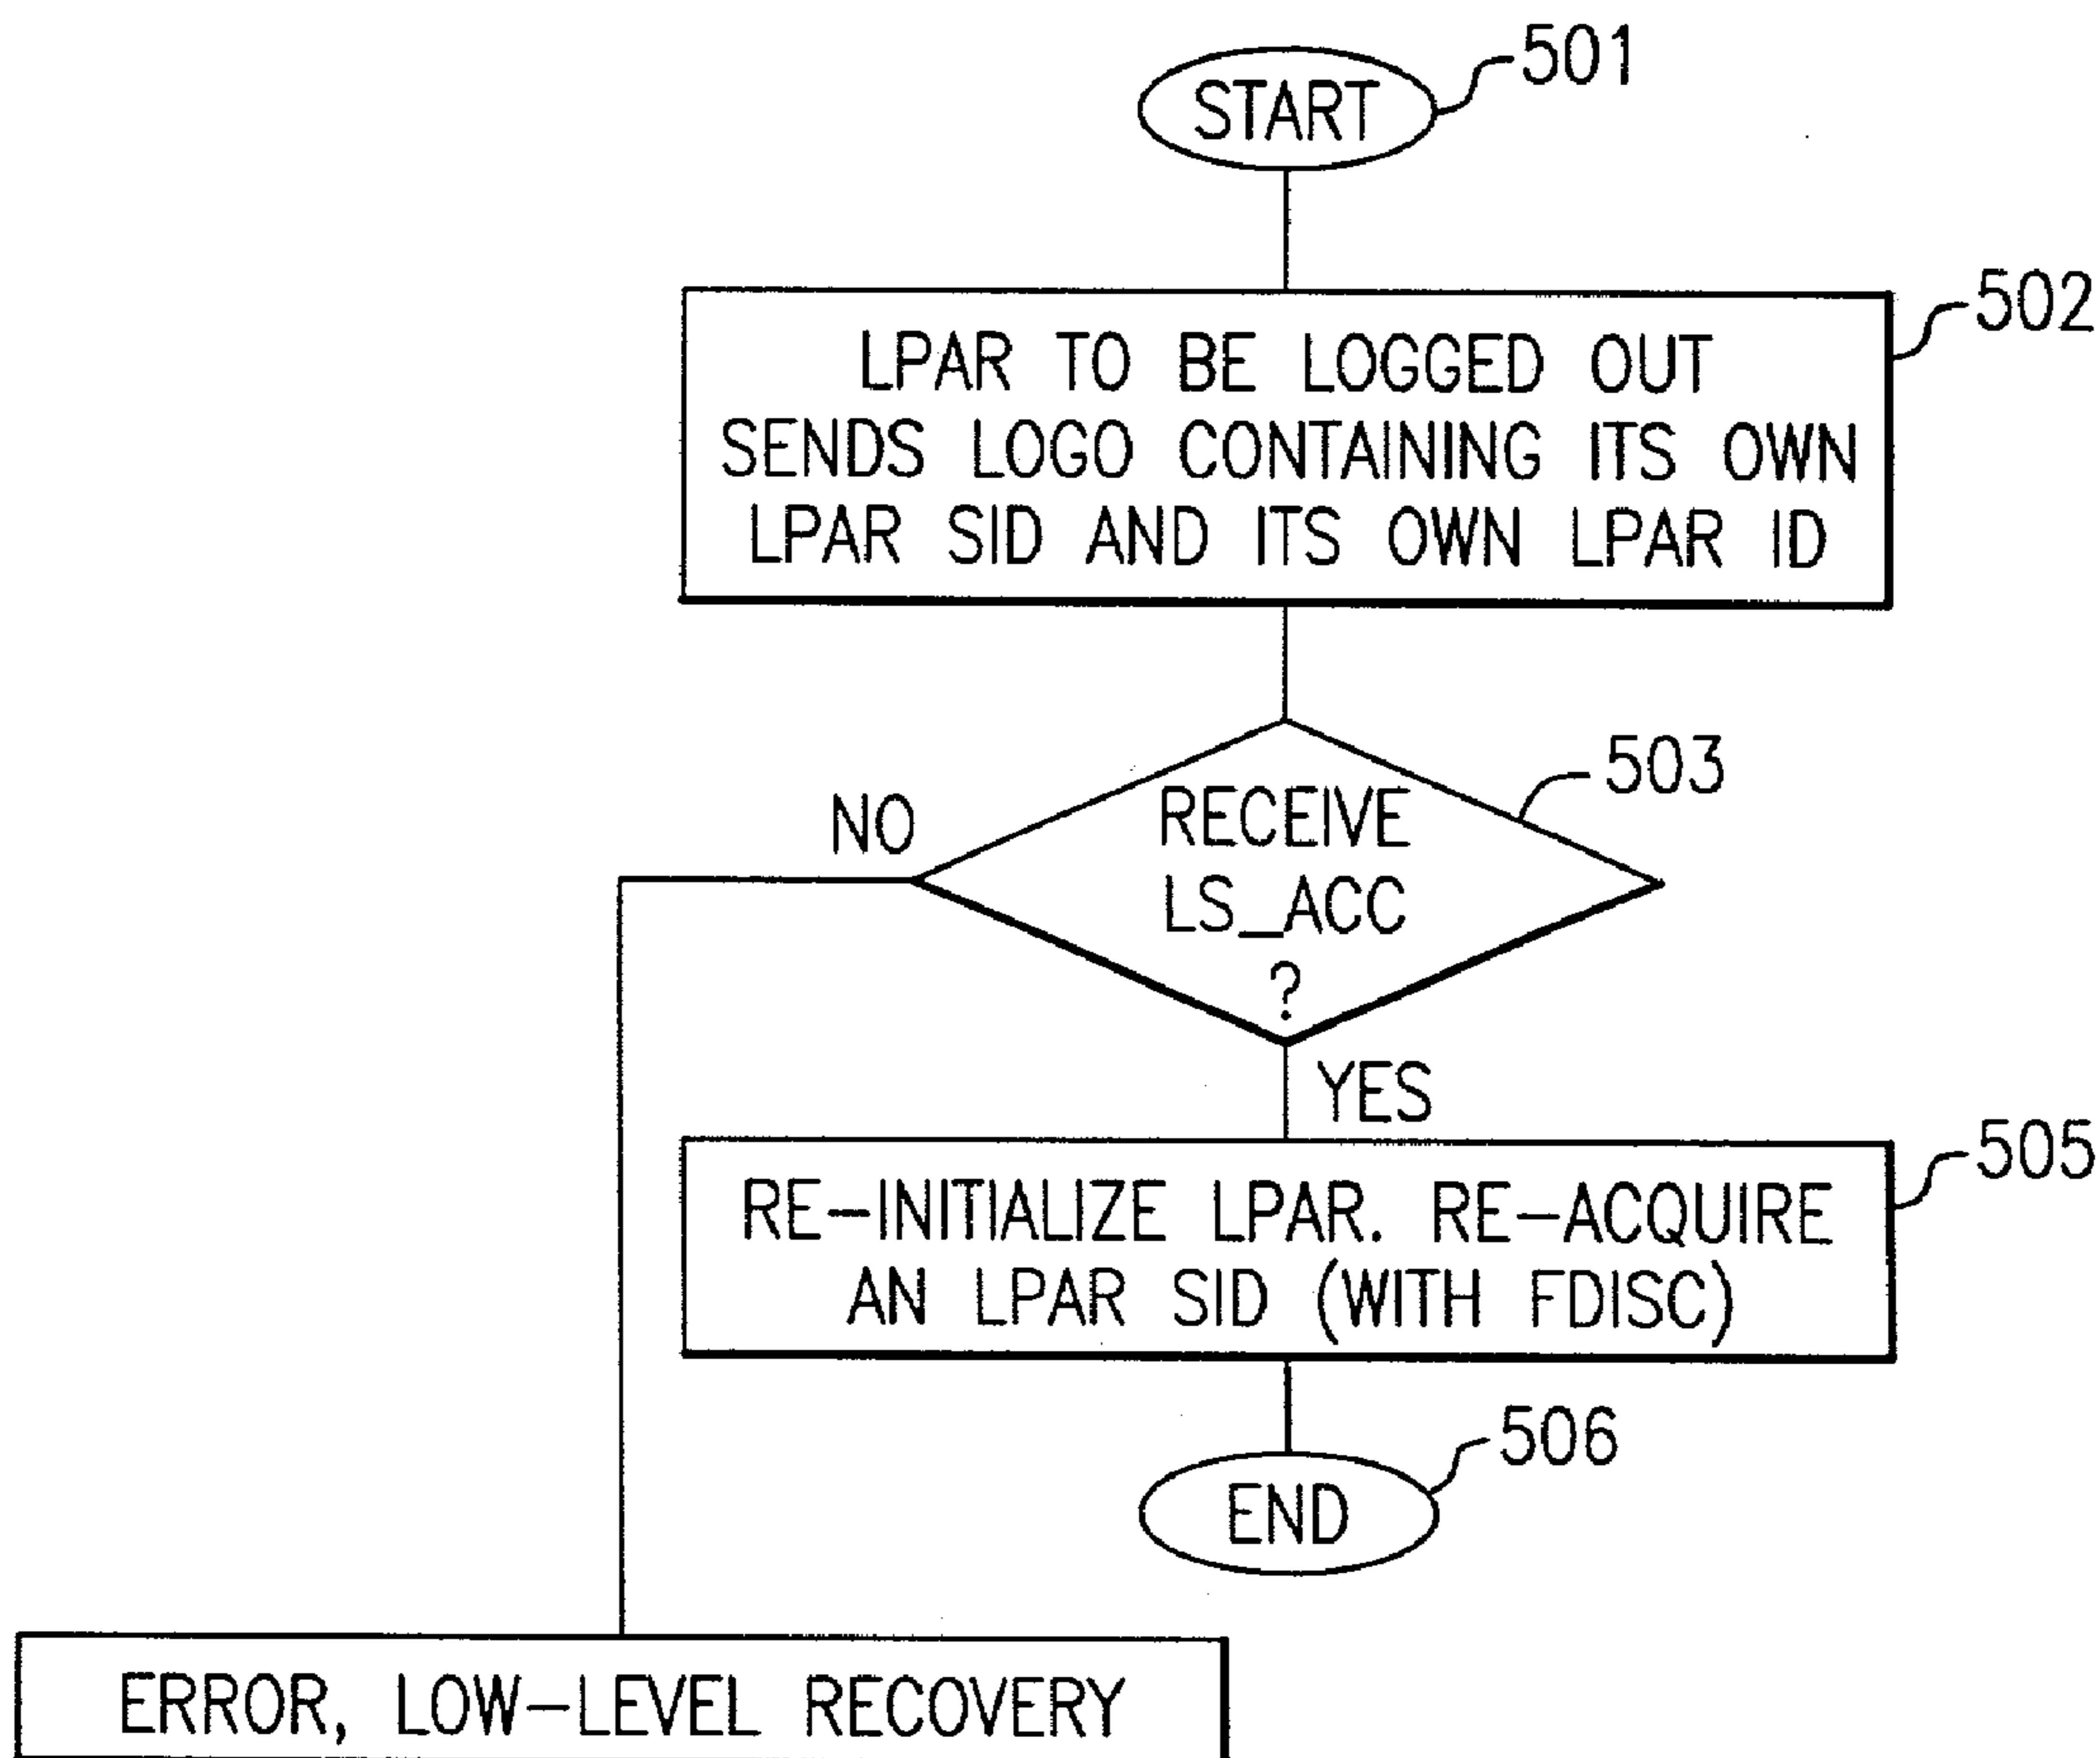 START
501
LPAR TO BE LOGGED OUT
SENDS LOGO CONTAINING ITS OWN
LPAR SID AND ITS OWN LPAR ID
502
RECEIVE
LS_ACC
?
503
NO
YES
RE-INITIALIZE LPAR. RE-ACQUIRE
AN LPAR SID (WITH FDISC)
505
END
506
ERROR, LOW-LEVEL RECOVERY